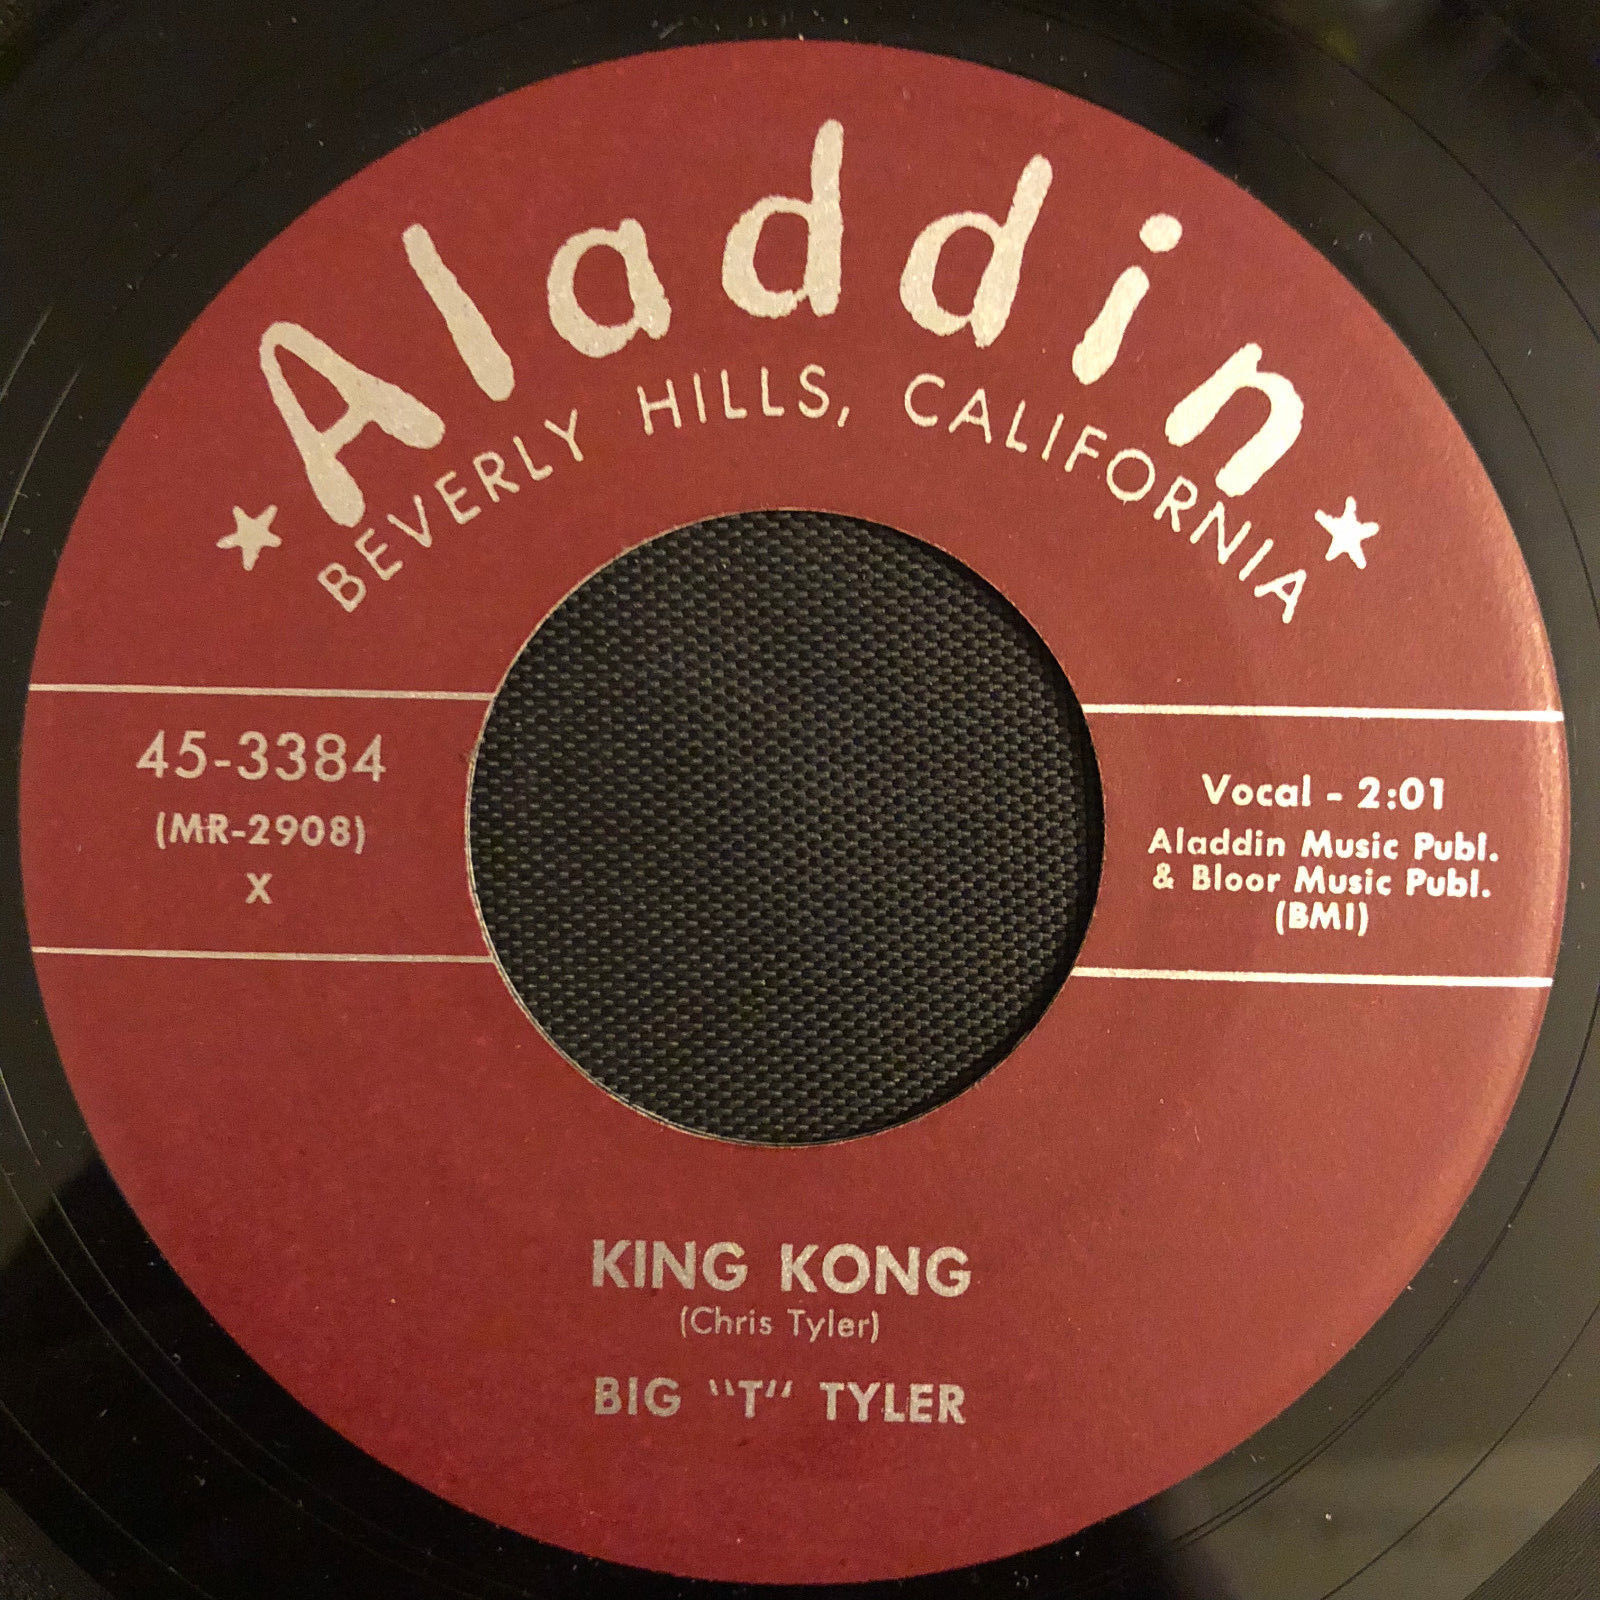 Aladdin
BEVERLY HILLS, CALIFORNIA
45-3384
(MR-2908)
X
Vocal - 2:01
Aladdin Music Publ.
& Bloor Music Publ.
(BMI)
KING KONG
(Chris Tyler)
BIG "T" TYLER